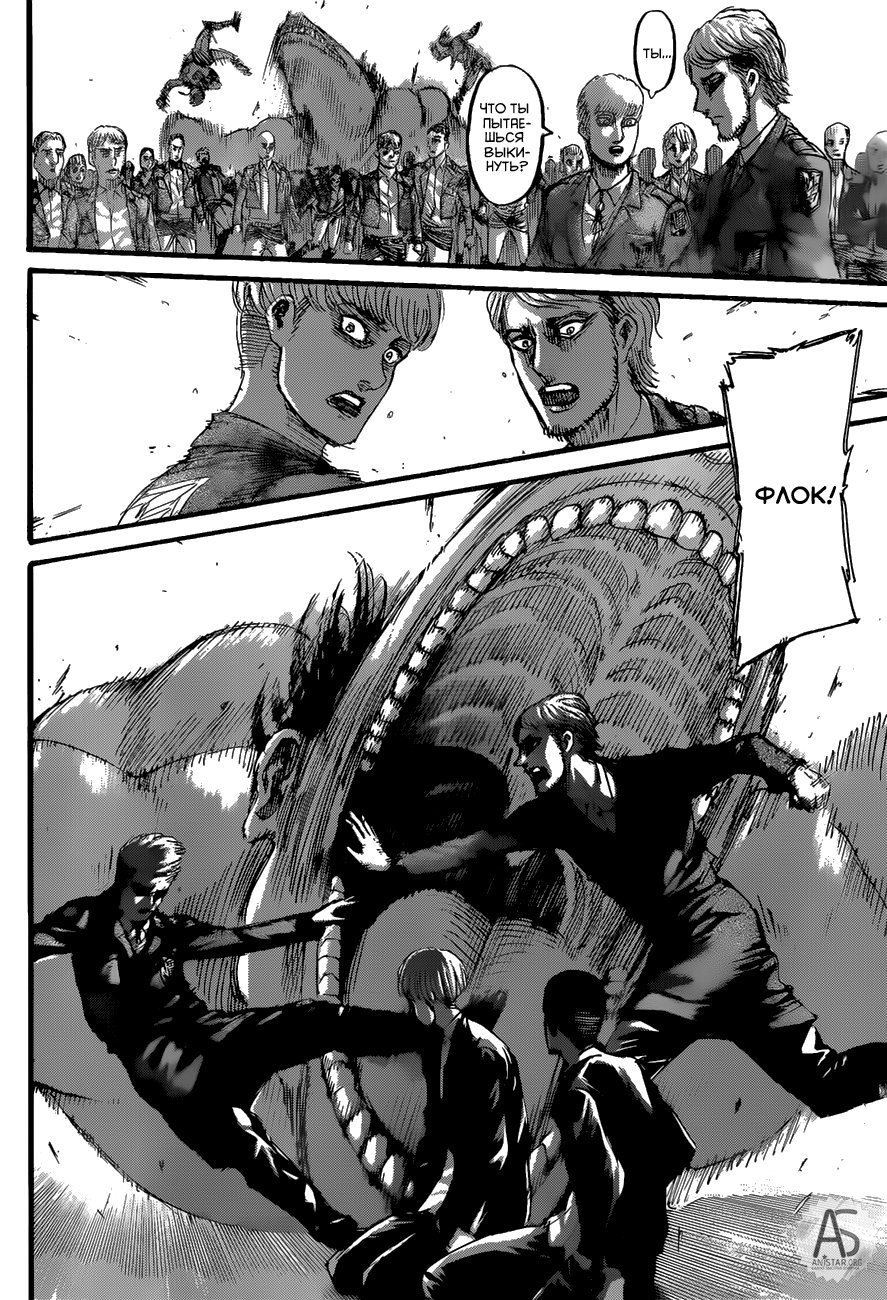 ТЫ...
ЧТО ТЫ
ПЫТАЕ-
ШЬСЯ
ВЫКИ-
НУТЬ?
ФЛОК!
AS
ANISTAR.ORG